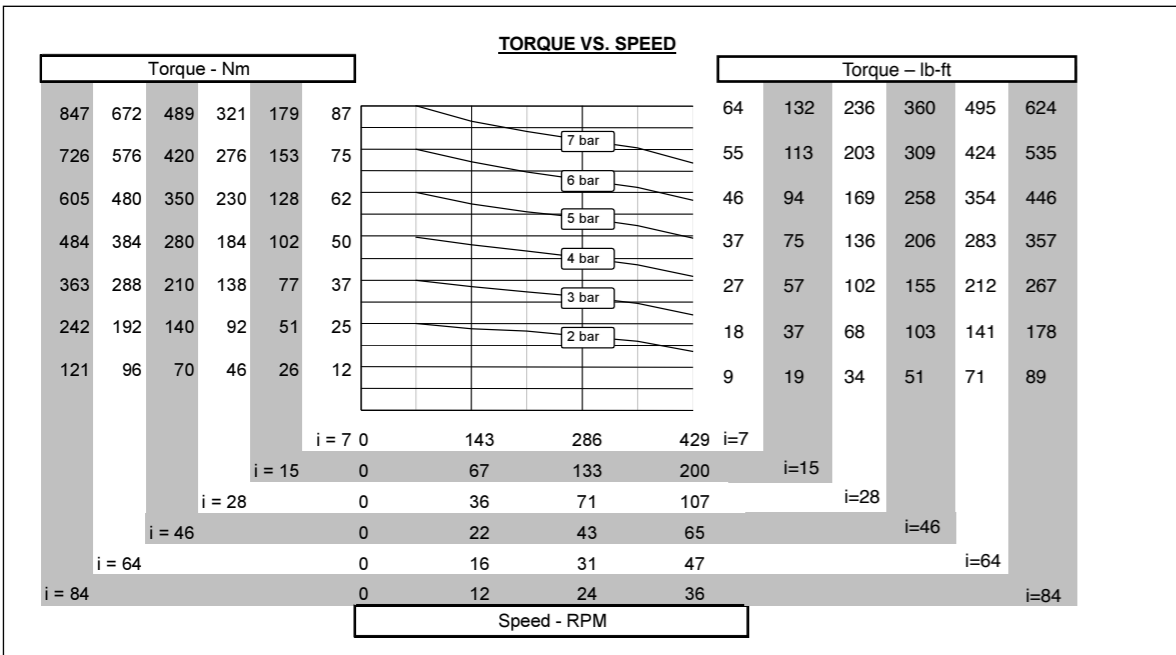 TORQUE VS. SPEED
Torque - Nm
Torque – lb-ft
847 672 489 321 179 87 64 132 236 360 495 624
7 bar
726 576 420 276 153 75 55 113 203 309 424 535
6 bar
605 480 350 230 128 62 46 94 169 258 354 446
5 bar
484 384 280 184 102 50 37 75 136 206 283 357
4 bar
363 288 210 138 77 37 27 57 102 155 212 267
3 bar
242 192 140 92 51 25 18 37 68 103 141 178
2 bar
121 96 70 46 26 12 9 19 34 51 71 89
i = 7 0 143 286 429 i=7
i = 15 0 67 133 200 i=15
i = 28 0 36 71 107 i=28
i = 46 0 22 43 65 i=46
i = 64 0 16 31 47 i=64
i = 84 0 12 24 36 i=84
Speed - RPM